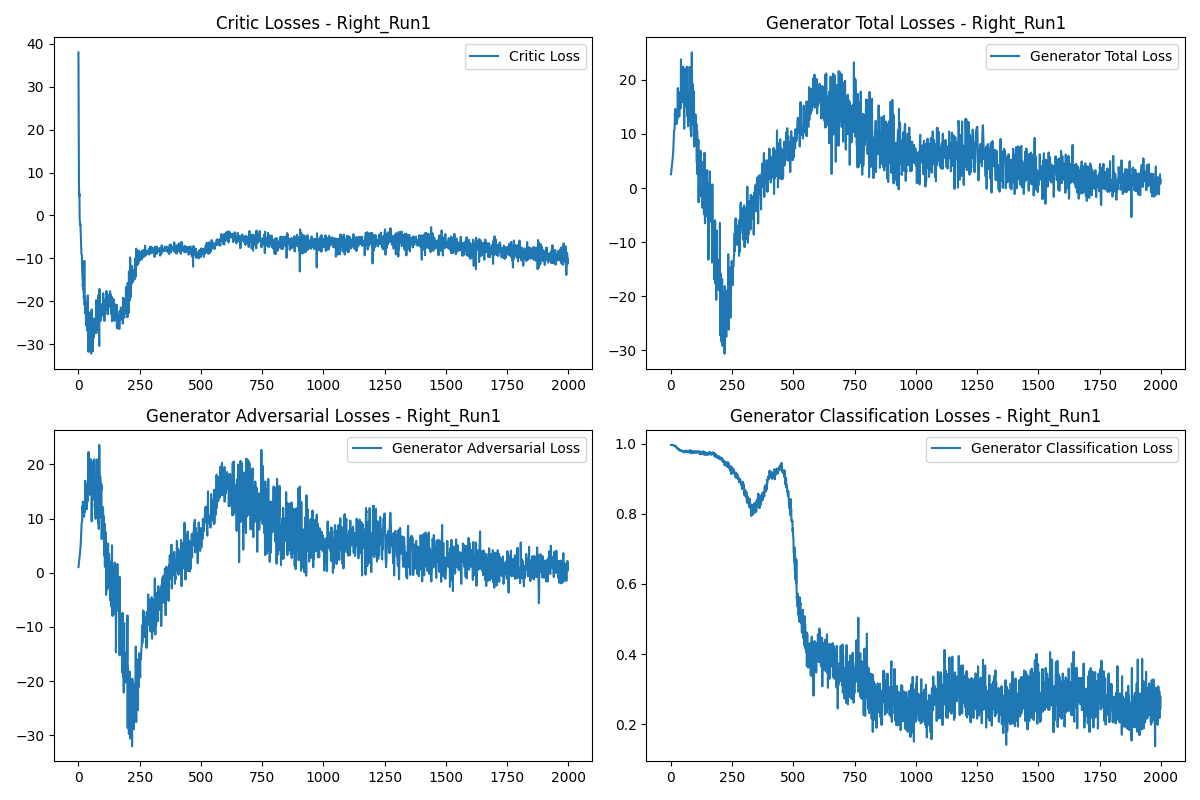 Critic Losses - Right_Run1
Critic Loss
40
30
20
10
0
−10
−20
−30
0 250 500 750 1000 1250 1500 1750 2000
Generator Total Losses - Right_Run1
Generator Total Loss
20
10
0
−10
−20
−30
0 250 500 750 1000 1250 1500 1750 2000
Generator Adversarial Losses - Right_Run1
Generator Adversarial Loss
20
10
0
−10
−20
−30
0 250 500 750 1000 1250 1500 1750 2000
Generator Classification Losses - Right_Run1
Generator Classification Loss
1.0
0.8
0.6
0.4
0.2
0 250 500 750 1000 1250 1500 1750 2000